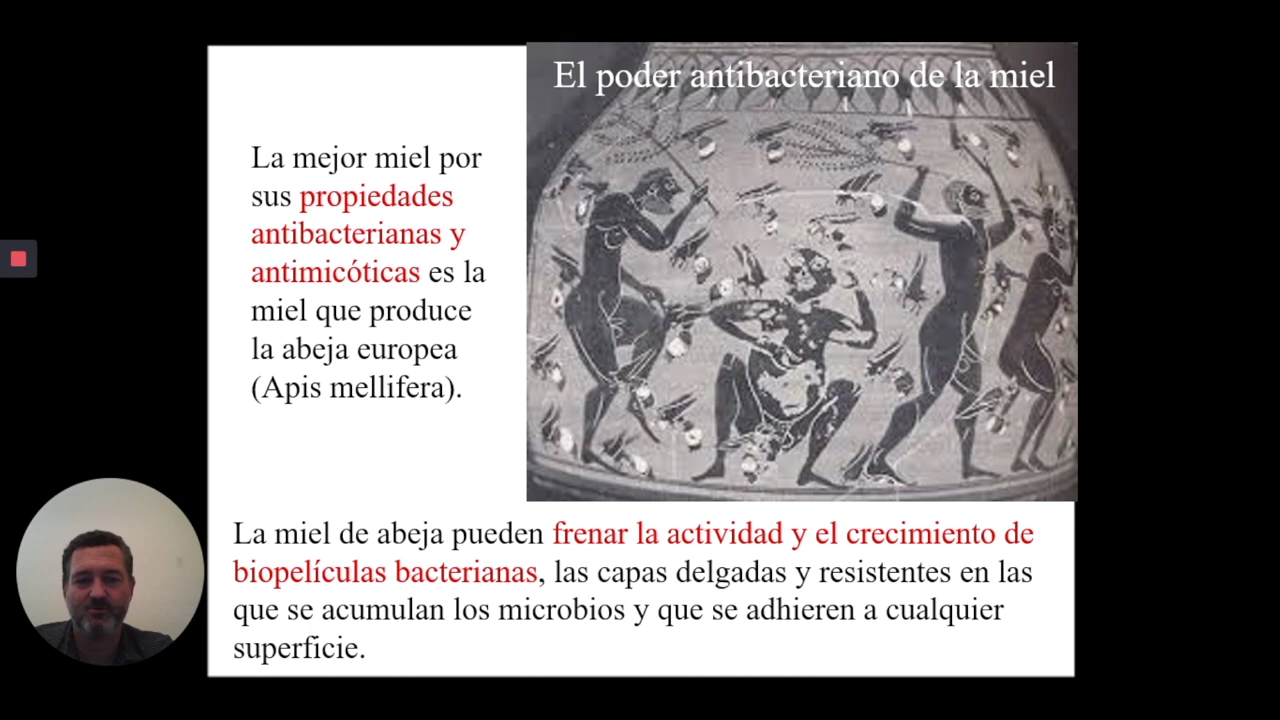 El poder antibacteriano de la miel
La mejor miel por
sus propiedades
antibacterianas y
antimicóticas es la
miel que produce
la abeja europea
(Apis mellifera).
La miel de abeja pueden frenar la actividad y el crecimiento de
biopelículas bacterianas, las capas delgadas y resistentes en las
que se acumulan los microbios y que se adhieren a cualquier
superficie.